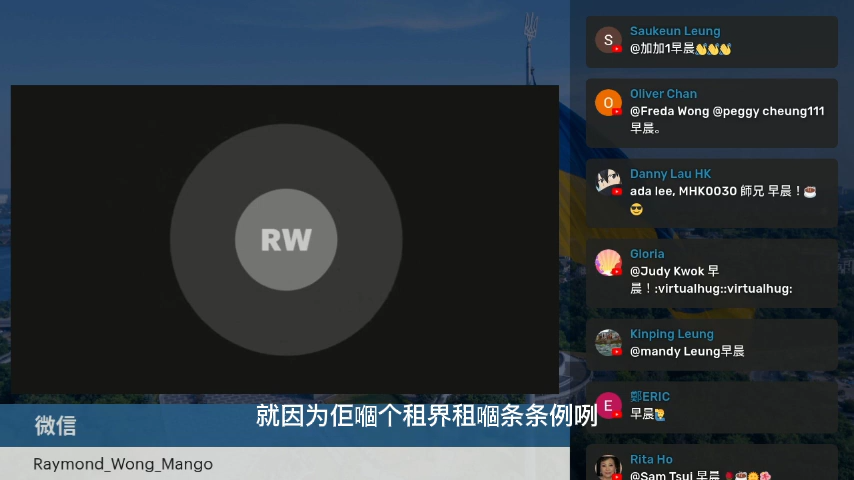 RW
就因为佢嗰个租界租嗰条条例咧
微信
Raymond_Wong_Mango
S
Saukeun Leung
@加加1早晨👋👋👋
O
Oliver Chan
@Freda Wong @peggy cheung111
早晨。
Danny Lau HK
ada lee, MHK0030 師兄 早晨！☕
😎
Gloria
@Judy Kwok 早
晨！:virtualhug::virtualhug:
Kinping Leung
@mandy Leung早晨
E
鄭ERIC
早晨🙋‍♂️
Rita Ho
@Sam Tsui 早晨🌹☕🌼🌺